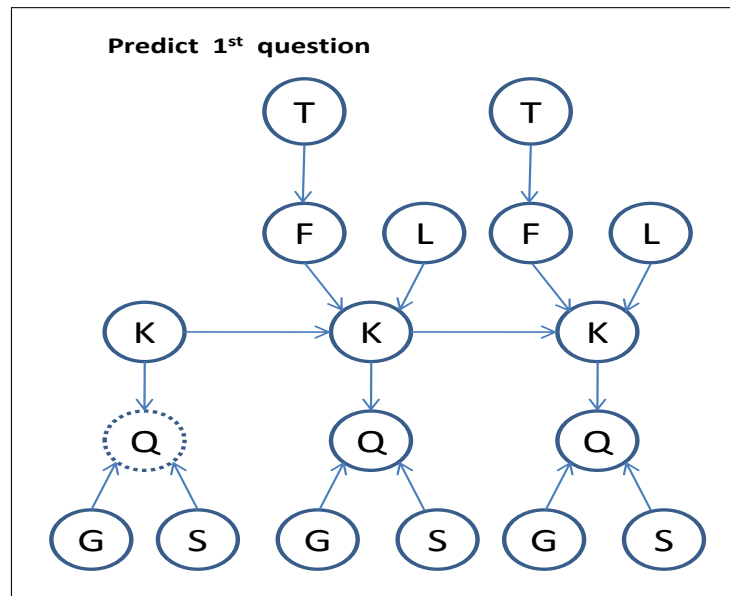 Predict 1st question
T T
F L F L
K K K
Q Q Q
G S G S G S